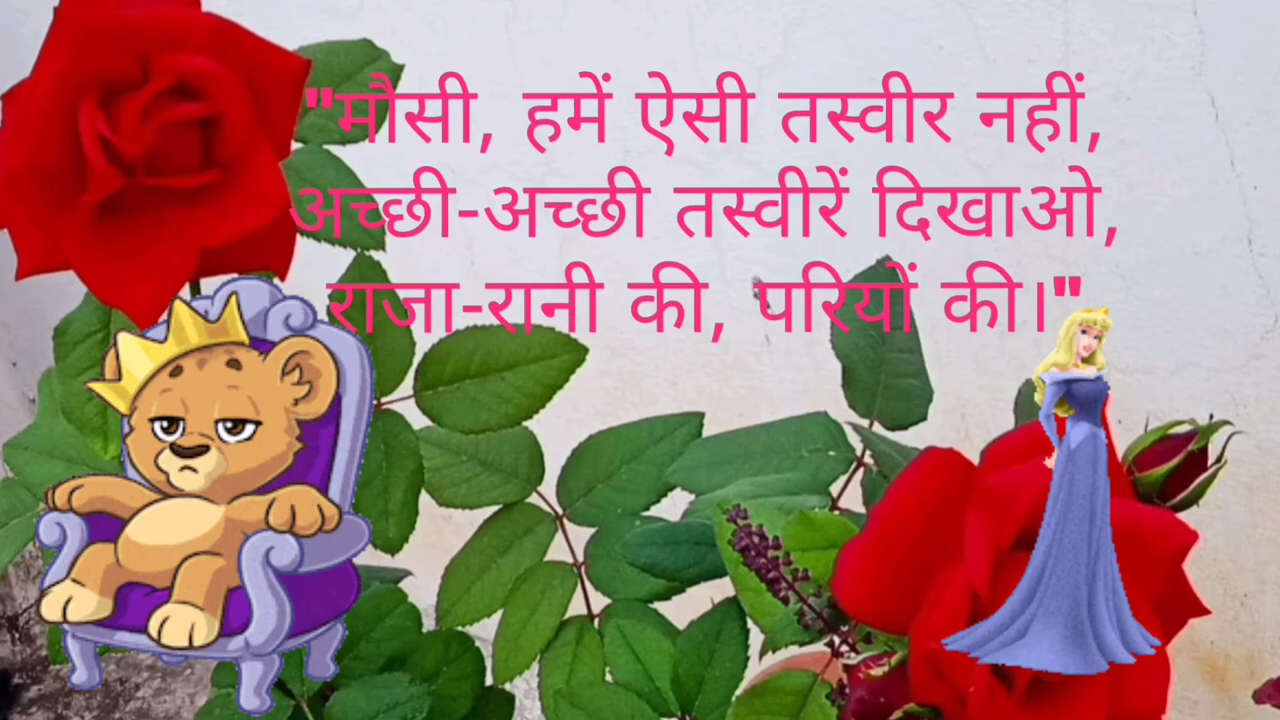 "मौसी, हमें ऐसी तस्वीर नहीं,
अच्छी-अच्छी तस्वीरें दिखाओ,
राजा-रानी की, परियों की।"